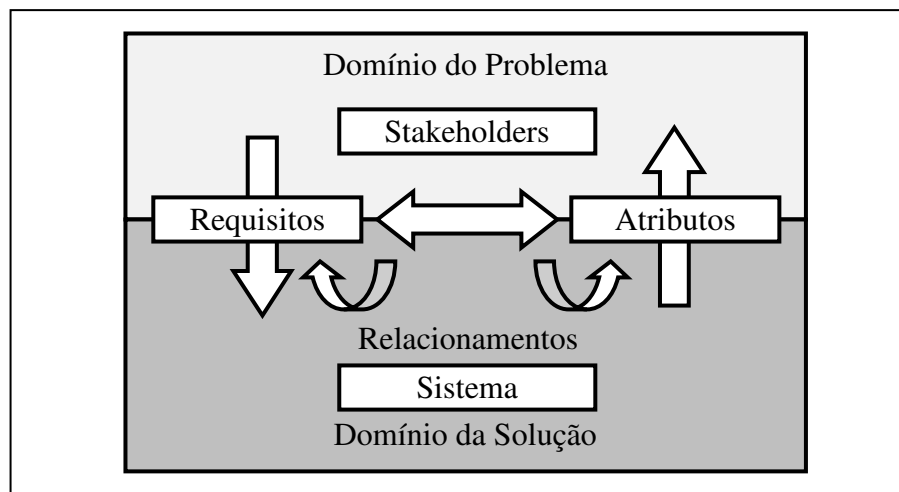 Domínio do Problema
Stakeholders
Requisitos
Atributos
Relacionamentos
Sistema
Domínio da Solução